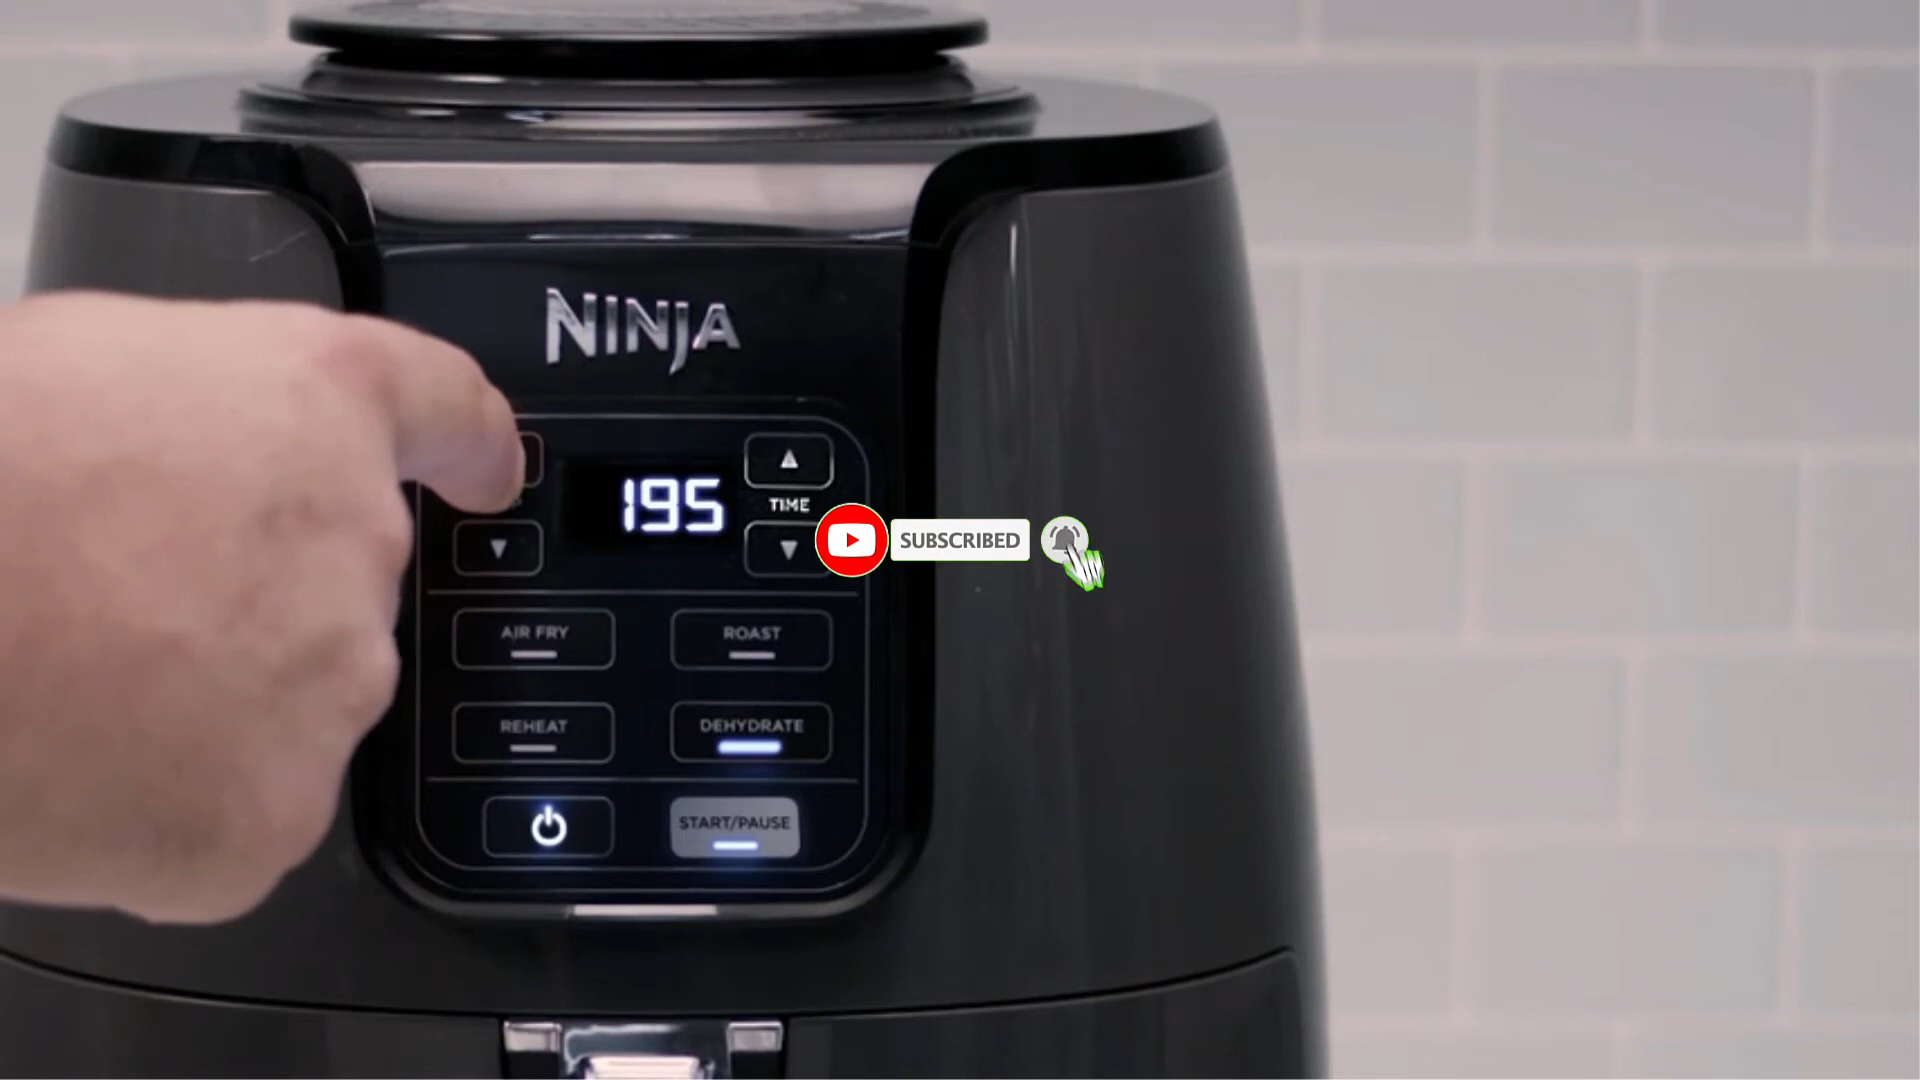 NINJA
195
TIME
SUBSCRIBED
AIR FRY
ROAST
REHEAT
DEHYDRATE
START/PAUSE